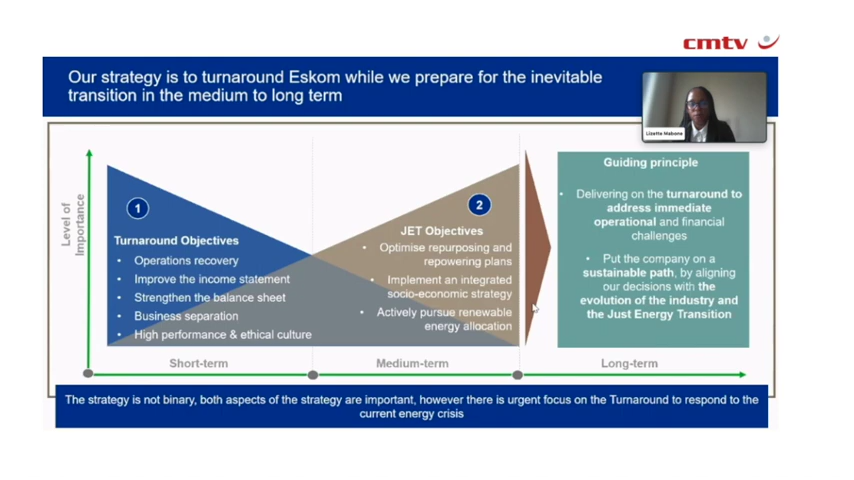 cmtv
Our strategy is to turnaround Eskom while we prepare for the inevitable
transition in the medium to long term
Lizette Mabona
Level of
Importance
1
Turnaround Objectives
• Operations recovery
• Improve the income statement
• Strengthen the balance sheet
• Business separation
• High performance & ethical culture
2
JET Objectives
• Optimise repurposing and
repowering plans
• Implement an integrated
socio-economic strategy
• Actively pursue renewable
energy allocation
Guiding principle
• Delivering on the turnaround to
address immediate
operational and financial
challenges
• Put the company on a
sustainable path, by aligning
our decisions with the
evolution of the industry and
the Just Energy Transition
Short-term
Medium-term
Long-term
The strategy is not binary, both aspects of the strategy are important, however there is urgent focus on the Turnaround to respond to the
current energy crisis